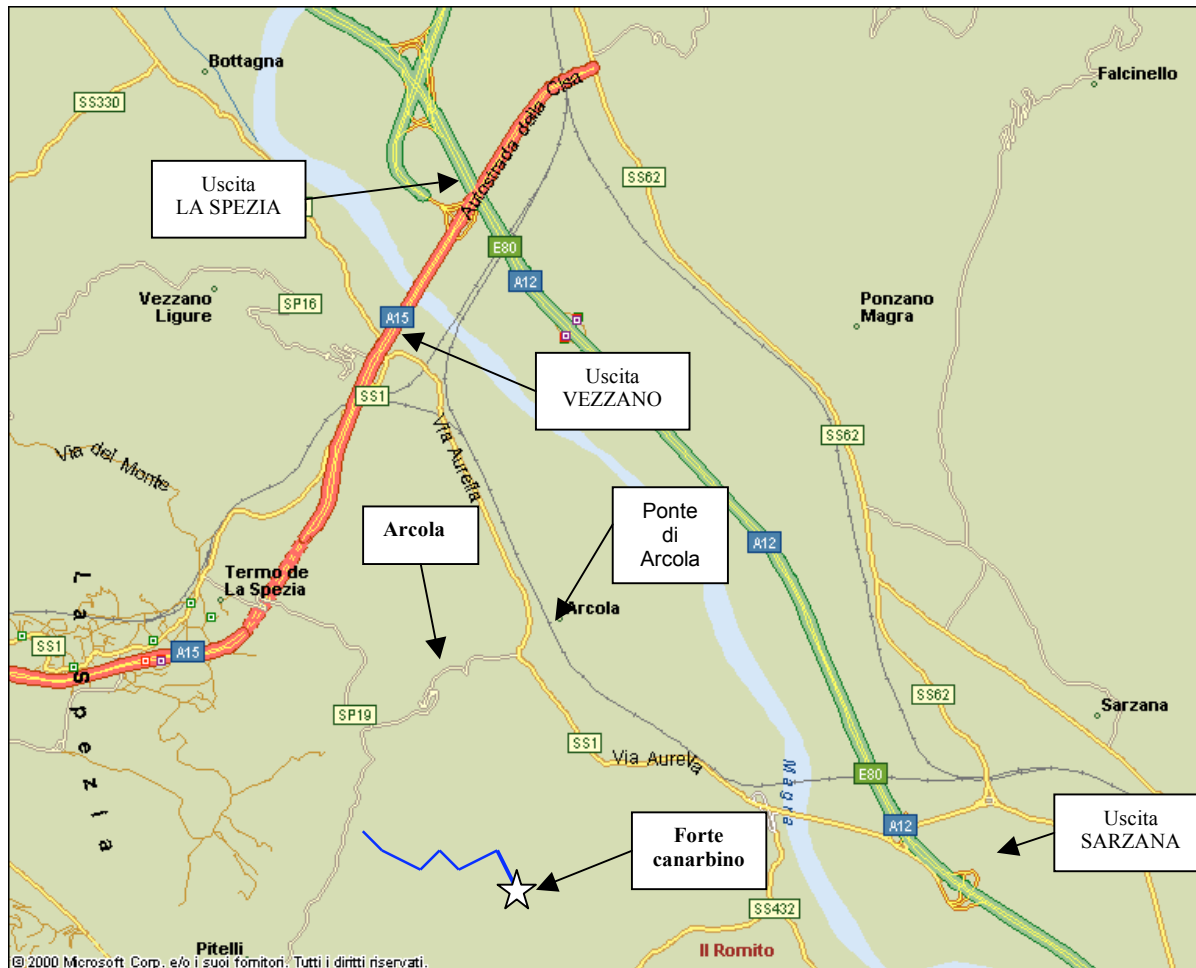 Bottagna
SS330
Falcinello
Autostrada della Cisa
SS62
Uscita
LA SPEZIA
E80
A12
Vezzano
Ligure
SP16
A15
Ponzano
Magra
Uscita
VEZZANO
SS1
SS62
Via Aurelia
Via del Monte
Arcola
Ponte
di
Arcola
A12
Termo de
La Spezia
Arcola
SS1
A15
La Spezia
SS62
Sarzana
SP19
SS1
Via Aurelia
Magra
E80
A12
Uscita
SARZANA
Forte
canarbino
SS432
Pitelli
Il Romito
© 2000 Microsoft Corp. e/o i suoi fornitori. Tutti i diritti riservati.